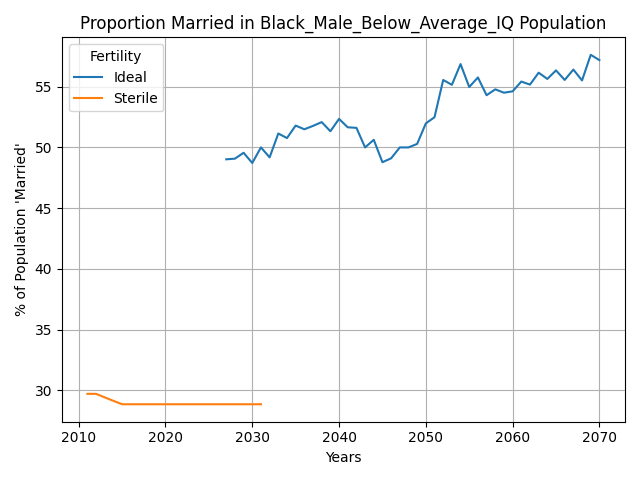 Proportion Married in Black_Male_Below_Average_IQ Population
Fertility
Ideal
Sterile
% of Population 'Married'
55
50
45
40
35
30
2010 2020 2030 2040 2050 2060 2070
Years